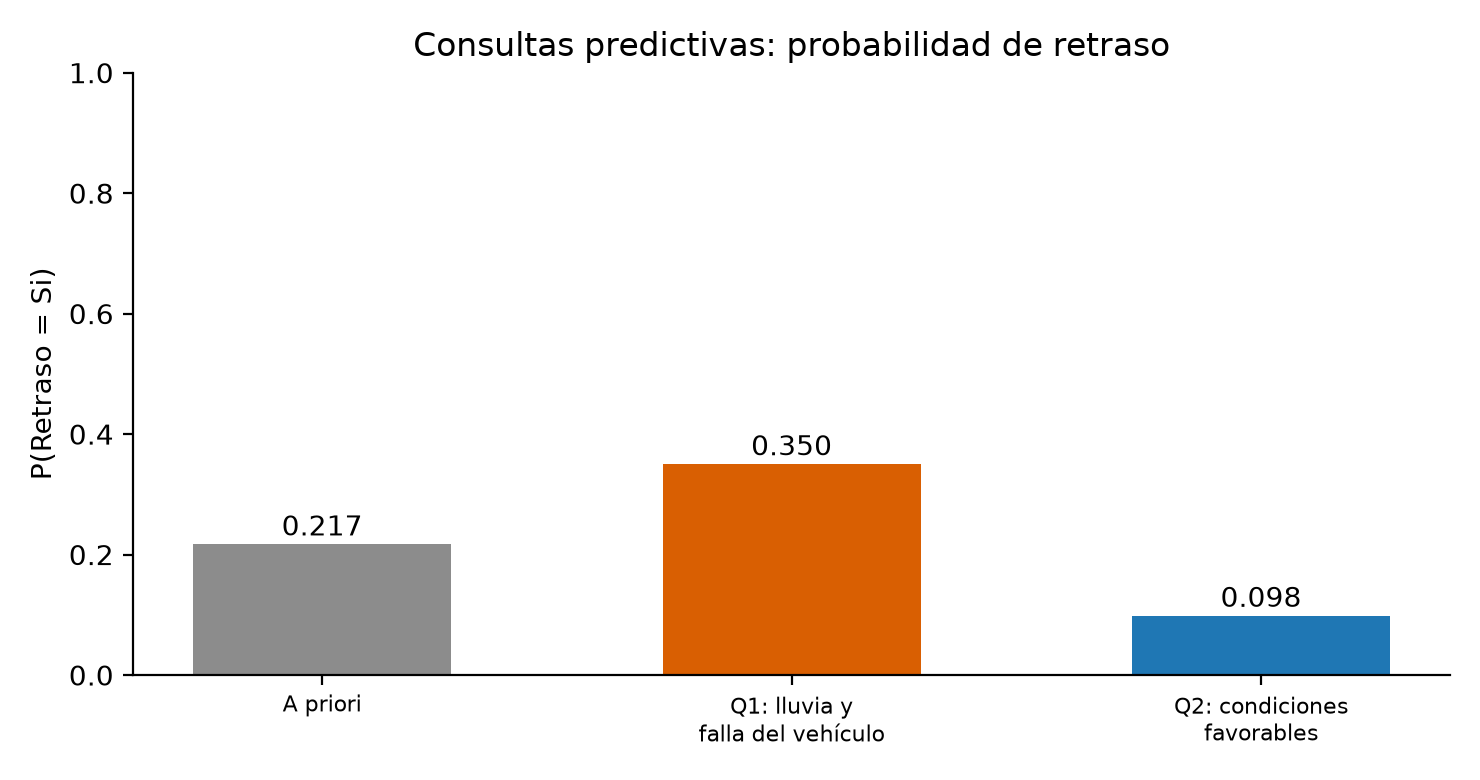 Consultas predictivas: probabilidad de retraso
P(Retraso = Si)
1.0
0.8
0.6
0.4
0.2
0.0
0.217
0.350
0.098
A priori
Q1: lluvia y
falla del vehículo
Q2: condiciones
favorables